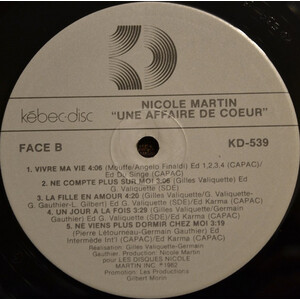 kébec-disc
NICOLE MARTIN
"UNE AFFAIRE DE COEUR"
FACE B
KD-539
1. VIVRE MA VIE 4:06 (Mouffe/Angelo Finaldi) Ed 1,2,3,4 (CAPAC)/
Ed D. Singe (CAPAC)
2. NE COMPTE PLUS SUR MOI 3:06 (Gilles Valiquette) Ed
G. Valiquette (SDE)
3. LA FILLE EN AMOUR 4:20 (Gilles Valiquette-Germain
Gauthier-L. Gilbert) Ed G. Valiquette (SDE)/Ed Karma (CAPAC)
4. UN JOUR A LA FOIS 3:28 (Gilles Valiquette-Germain
Gauthier) Ed G. Valiquette (SDE)/Ed Karma (CAPAC)
5. NE VIENS PLUS DORMIR CHEZ MOI 3:19
(Pierre Létourneau-Germain Gauthier) Ed
Intermede Int'l (CAPAC)/Ed Karma (CAPAC)
Réalisation: Gilles Valiquette-Germain
Gauthier. Production: Nicole Martin
pour LES DISQUES NICOLE
MARTIN INC. ℗1982
Promotion: Les Productions
Gilbert Morin